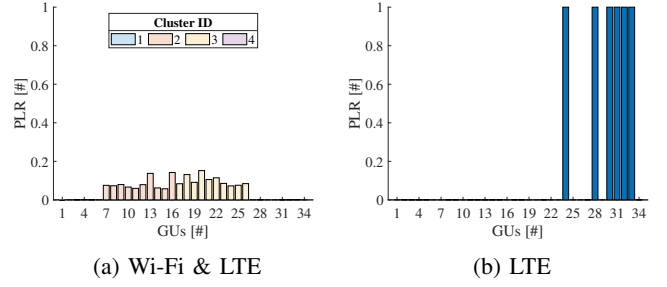 Cluster ID
1 2 3 4
PLR [#]
1
0.8
0.6
0.4
0.2
0
1 4 7 10 13 16 19 22 25 28 31 34
GUs [#]
(a) Wi-Fi & LTE
PLR [#]
1
0.8
0.6
0.4
0.2
0
1 4 7 10 13 16 19 22 25 28 31 34
GUs [#]
(b) LTE